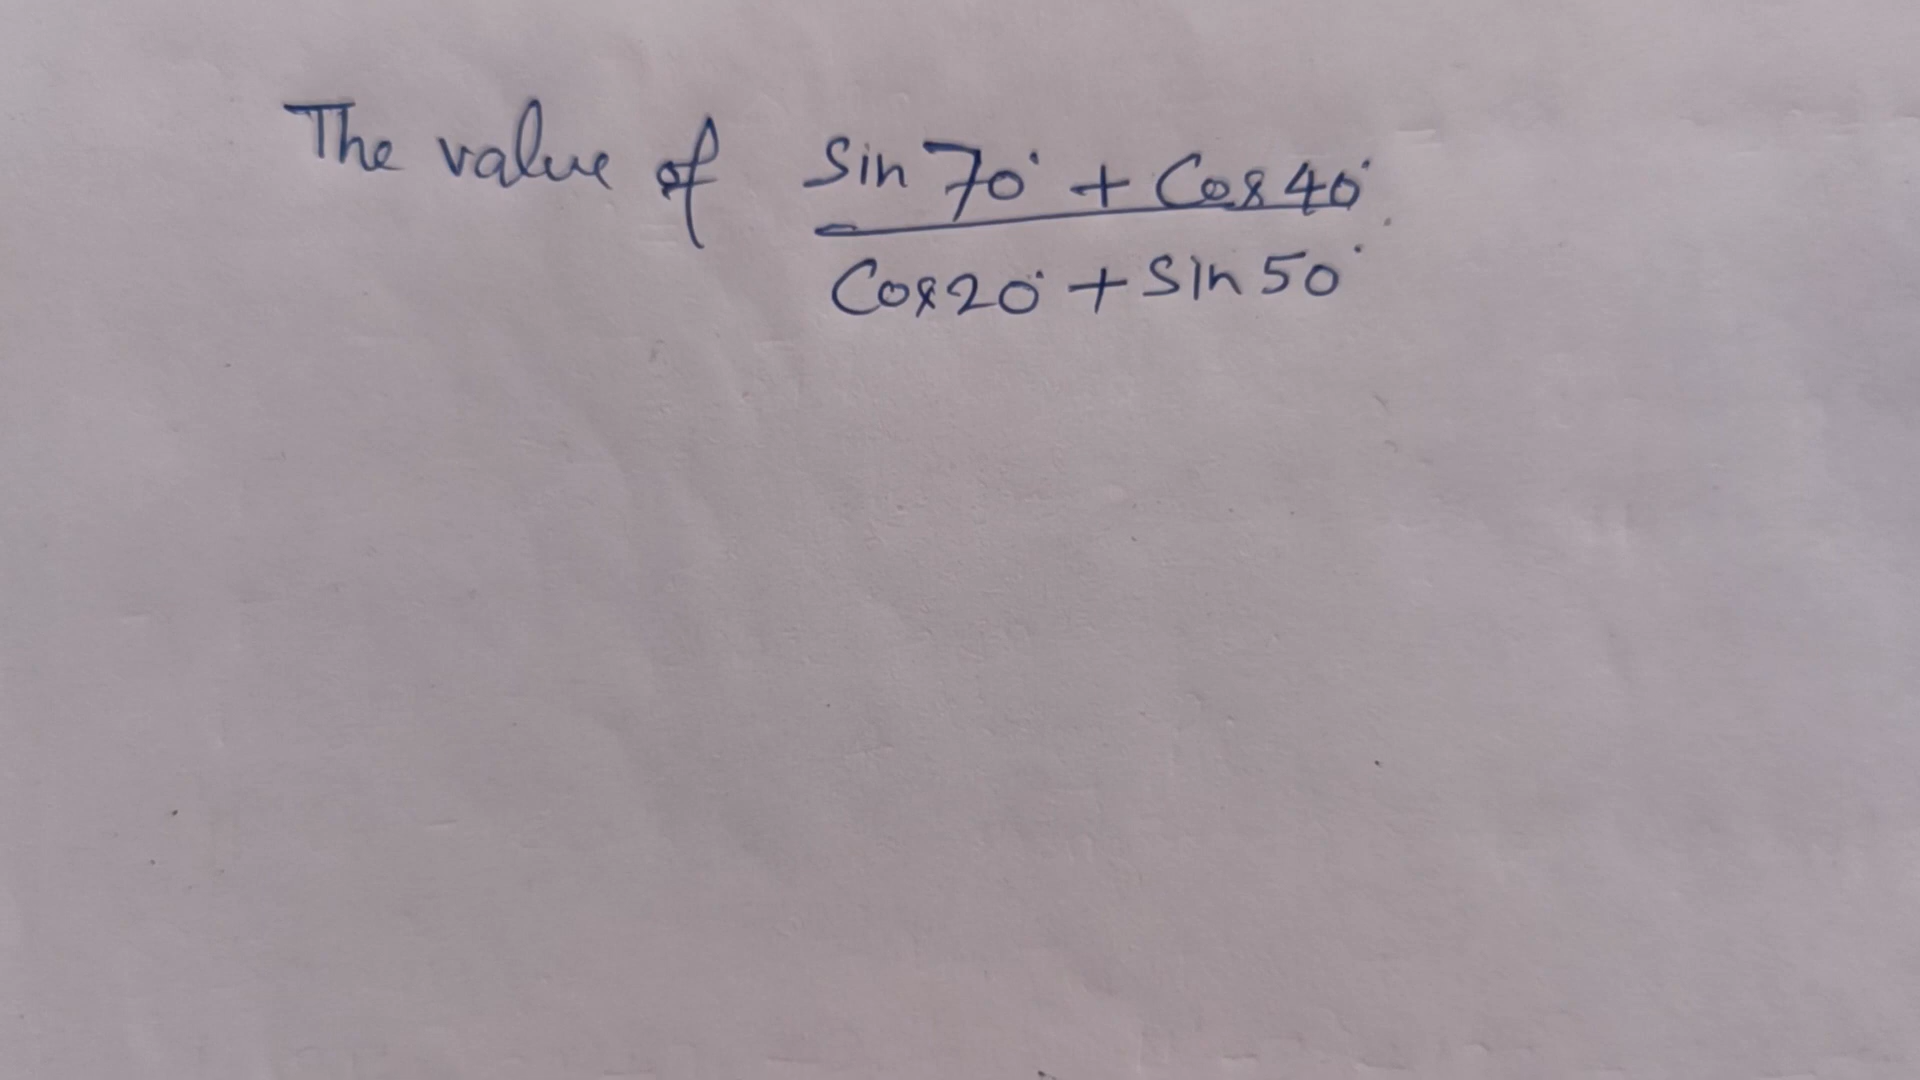 The value of sin 70° + Cos 40°
Cos 20° + Sin 50°